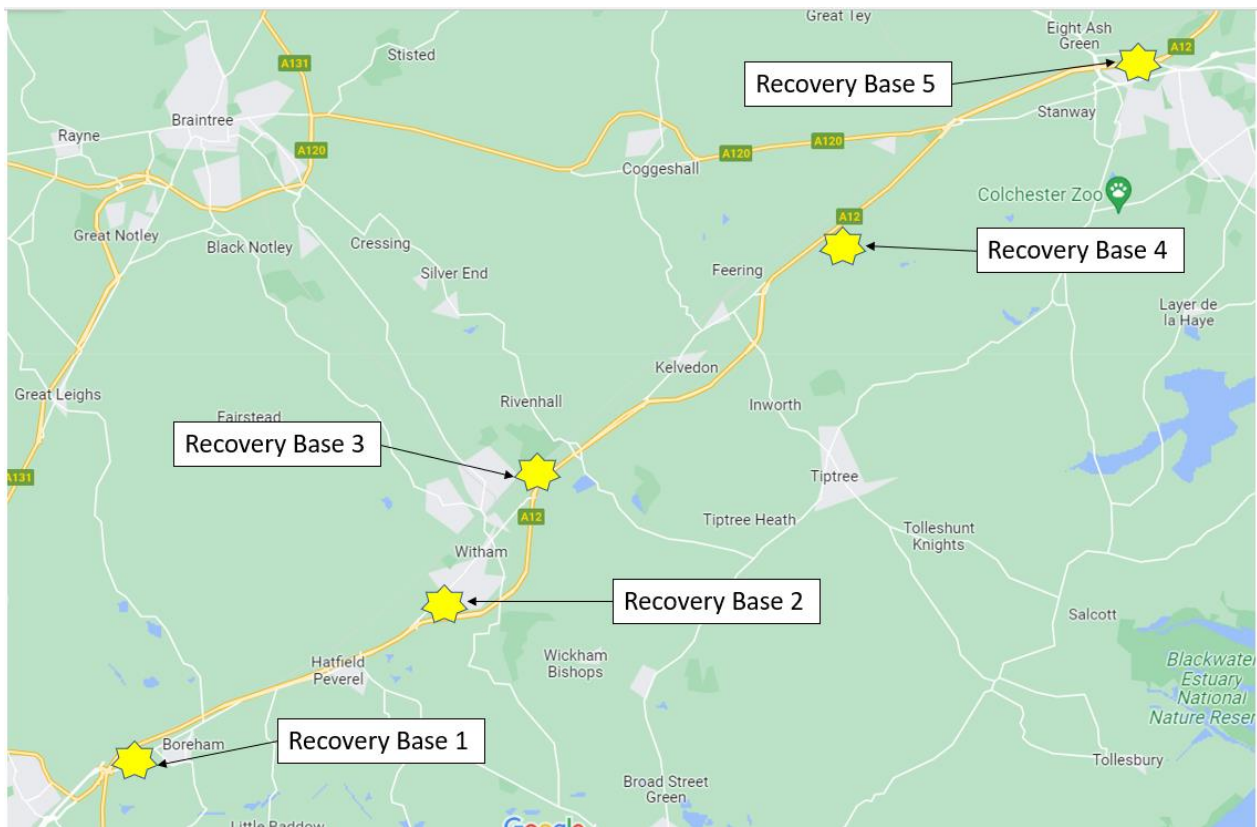 Great Tey
Eight Ash
Green
A12
Stisted
A131
Recovery Base 5
Stanway
Braintree
Rayne
A120
A120
A120
Coggeshall
Colchester Zoo
A12
Great Notley
Black Notley
Cressing
Feering
Recovery Base 4
Silver End
Layer de
la Haye
Kelvedon
Great Leighs
Rivenhall
Inworth
Fairstead
Recovery Base 3
A131
Tiptree
A12
Tiptree Heath
Tolleshunt
Knights
Witham
Recovery Base 2
Salcott
Hatfield
Peverel
Wickham
Bishops
Blackwater
Estuary
National
Nature Reser
Recovery Base 1
Boreham
Tollesbury
Broad Street
Green
Little Baddow
Google